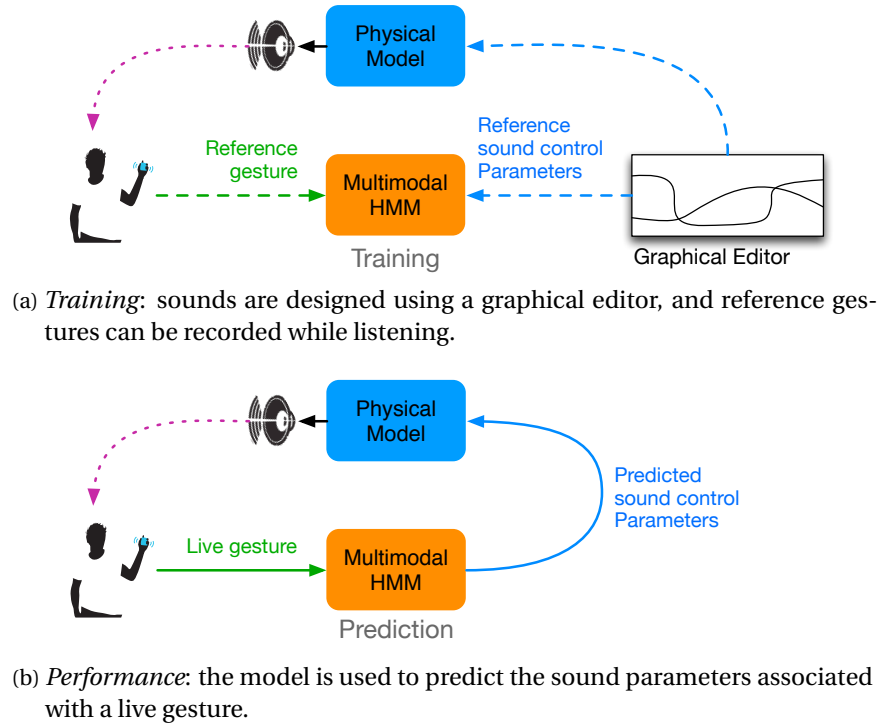 Physical
Model
Reference
gesture
Reference
sound control
Parameters
Multimodal
HMM
Training
Graphical Editor
(a) Training: sounds are designed using a graphical editor, and reference ges-
tures can be recorded while listening.
Physical
Model
Predicted
sound control
Parameters
Live gesture
Multimodal
HMM
Prediction
(b) Performance: the model is used to predict the sound parameters associated
with a live gesture.